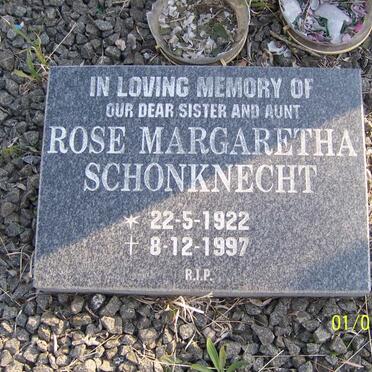 IN LOVING MEMORY OF
OUR DEAR SISTER AND AUNT
ROSE MARGARETHA
SCHONKNECHT
* 22-5-1922
† 8-12-1997
R.I.P.
01/0